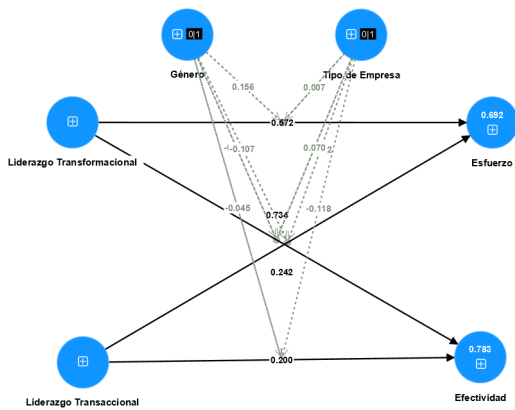 0|1
0|1
Género
Tipo de Empresa
0.156
0.007
0.692
0.572
Liderazgo Transformacional
Esfuerzo
-0.107
0.070
-0.045
-0.118
0.734
0.242
0.783
0.200
Liderazgo Transaccional
Efectividad